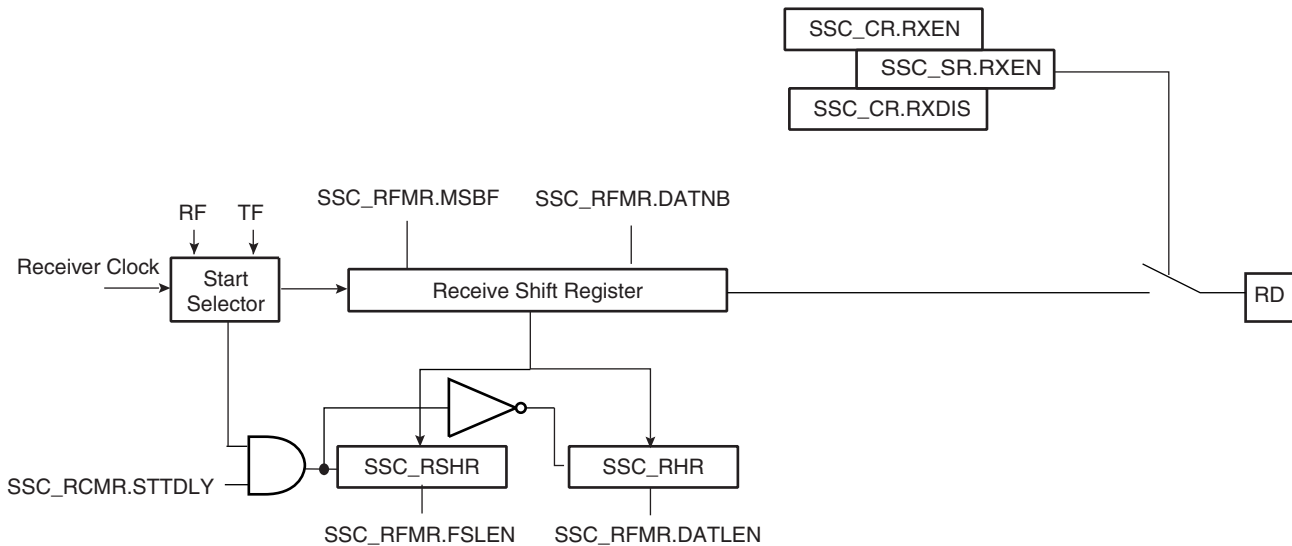 SSC_CR.RXEN
SSC_SR.RXEN
SSC_CR.RXDIS
SSC_RFMR.MSBF
SSC_RFMR.DATNB
RF
TF
Receiver Clock
Start
Selector
Receive Shift Register
RD
SSC_RSHR
SSC_RHR
SSC_RCMR.STTDLY
SSC_RFMR.FSLEN
SSC_RFMR.DATLEN